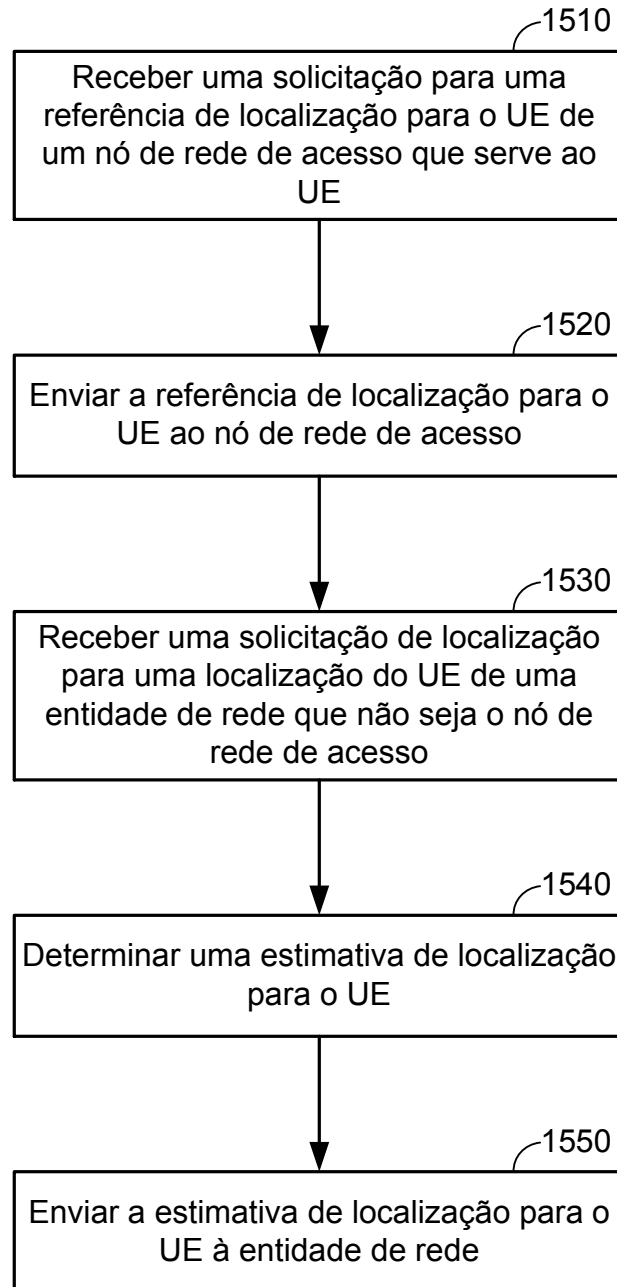 1510
Receber uma solicitação para uma
referência de localização para o UE de
um nó de rede de acesso que serve ao
UE
1520
Enviar a referência de localização para o
UE ao nó de rede de acesso
1530
Receber uma solicitação de localização
para uma localização do UE de uma
entidade de rede que não seja o nó de
rede de acesso
1540
Determinar uma estimativa de localização
para o UE
1550
Enviar a estimativa de localização para o
UE à entidade de rede